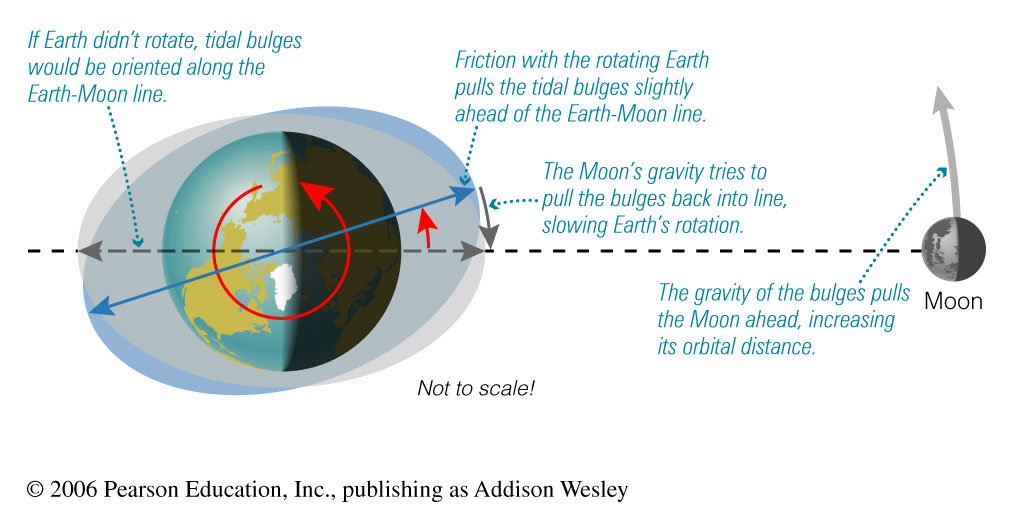 If Earth didn't rotate, tidal bulges
would be oriented along the
Earth-Moon line.
Friction with the rotating Earth
pulls the tidal bulges slightly
ahead of the Earth-Moon line.
The Moon's gravity tries to
pull the bulges back into line,
slowing Earth's rotation.
The gravity of the bulges pulls
the Moon ahead, increasing
its orbital distance.
Moon
Not to scale!
© 2006 Pearson Education, Inc., publishing as Addison Wesley